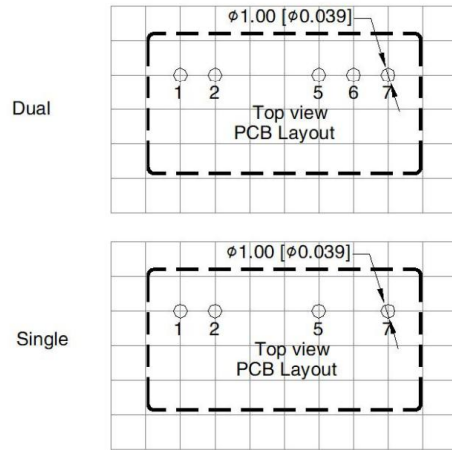 Dual
ϕ1.00 [ϕ0.039]
1 2 5 6 7
Top view
PCB Layout
Single
ϕ1.00 [ϕ0.039]
1 2 5 7
Top view
PCB Layout